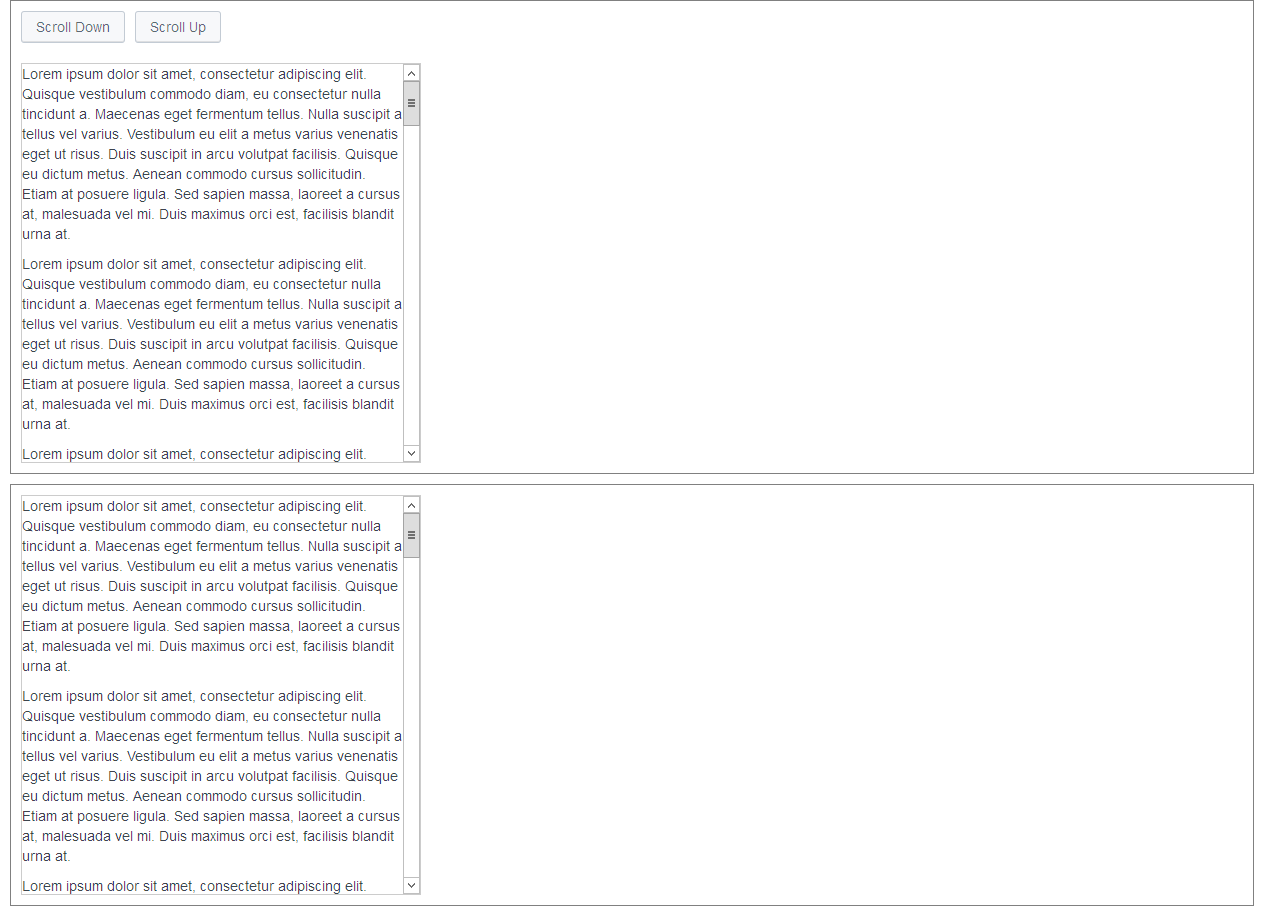 Scroll Down Scroll Up
Lorem ipsum dolor sit amet, consectetur adipiscing elit.
Quisque vestibulum commodo diam, eu consectetur nulla
tincidunt a. Maecenas eget fermentum tellus. Nulla suscipit a
tellus vel varius. Vestibulum eu elit a metus varius venenatis
eget ut risus. Duis suscipit in arcu volutpat facilisis. Quisque
eu dictum metus. Aenean commodo cursus sollicitudin.
Etiam at posuere ligula. Sed sapien massa, laoreet a cursus
at, malesuada vel mi. Duis maximus orci est, facilisis blandit
urna at.
Lorem ipsum dolor sit amet, consectetur adipiscing elit.
Quisque vestibulum commodo diam, eu consectetur nulla
tincidunt a. Maecenas eget fermentum tellus. Nulla suscipit a
tellus vel varius. Vestibulum eu elit a metus varius venenatis
eget ut risus. Duis suscipit in arcu volutpat facilisis. Quisque
eu dictum metus. Aenean commodo cursus sollicitudin.
Etiam at posuere ligula. Sed sapien massa, laoreet a cursus
at, malesuada vel mi. Duis maximus orci est, facilisis blandit
urna at.
Lorem ipsum dolor sit amet, consectetur adipiscing elit.
Lorem ipsum dolor sit amet, consectetur adipiscing elit.
Quisque vestibulum commodo diam, eu consectetur nulla
tincidunt a. Maecenas eget fermentum tellus. Nulla suscipit a
tellus vel varius. Vestibulum eu elit a metus varius venenatis
eget ut risus. Duis suscipit in arcu volutpat facilisis. Quisque
eu dictum metus. Aenean commodo cursus sollicitudin.
Etiam at posuere ligula. Sed sapien massa, laoreet a cursus
at, malesuada vel mi. Duis maximus orci est, facilisis blandit
urna at.
Lorem ipsum dolor sit amet, consectetur adipiscing elit.
Quisque vestibulum commodo diam, eu consectetur nulla
tincidunt a. Maecenas eget fermentum tellus. Nulla suscipit a
tellus vel varius. Vestibulum eu elit a metus varius venenatis
eget ut risus. Duis suscipit in arcu volutpat facilisis. Quisque
eu dictum metus. Aenean commodo cursus sollicitudin.
Etiam at posuere ligula. Sed sapien massa, laoreet a cursus
at, malesuada vel mi. Duis maximus orci est, facilisis blandit
urna at.
Lorem ipsum dolor sit amet, consectetur adipiscing elit.